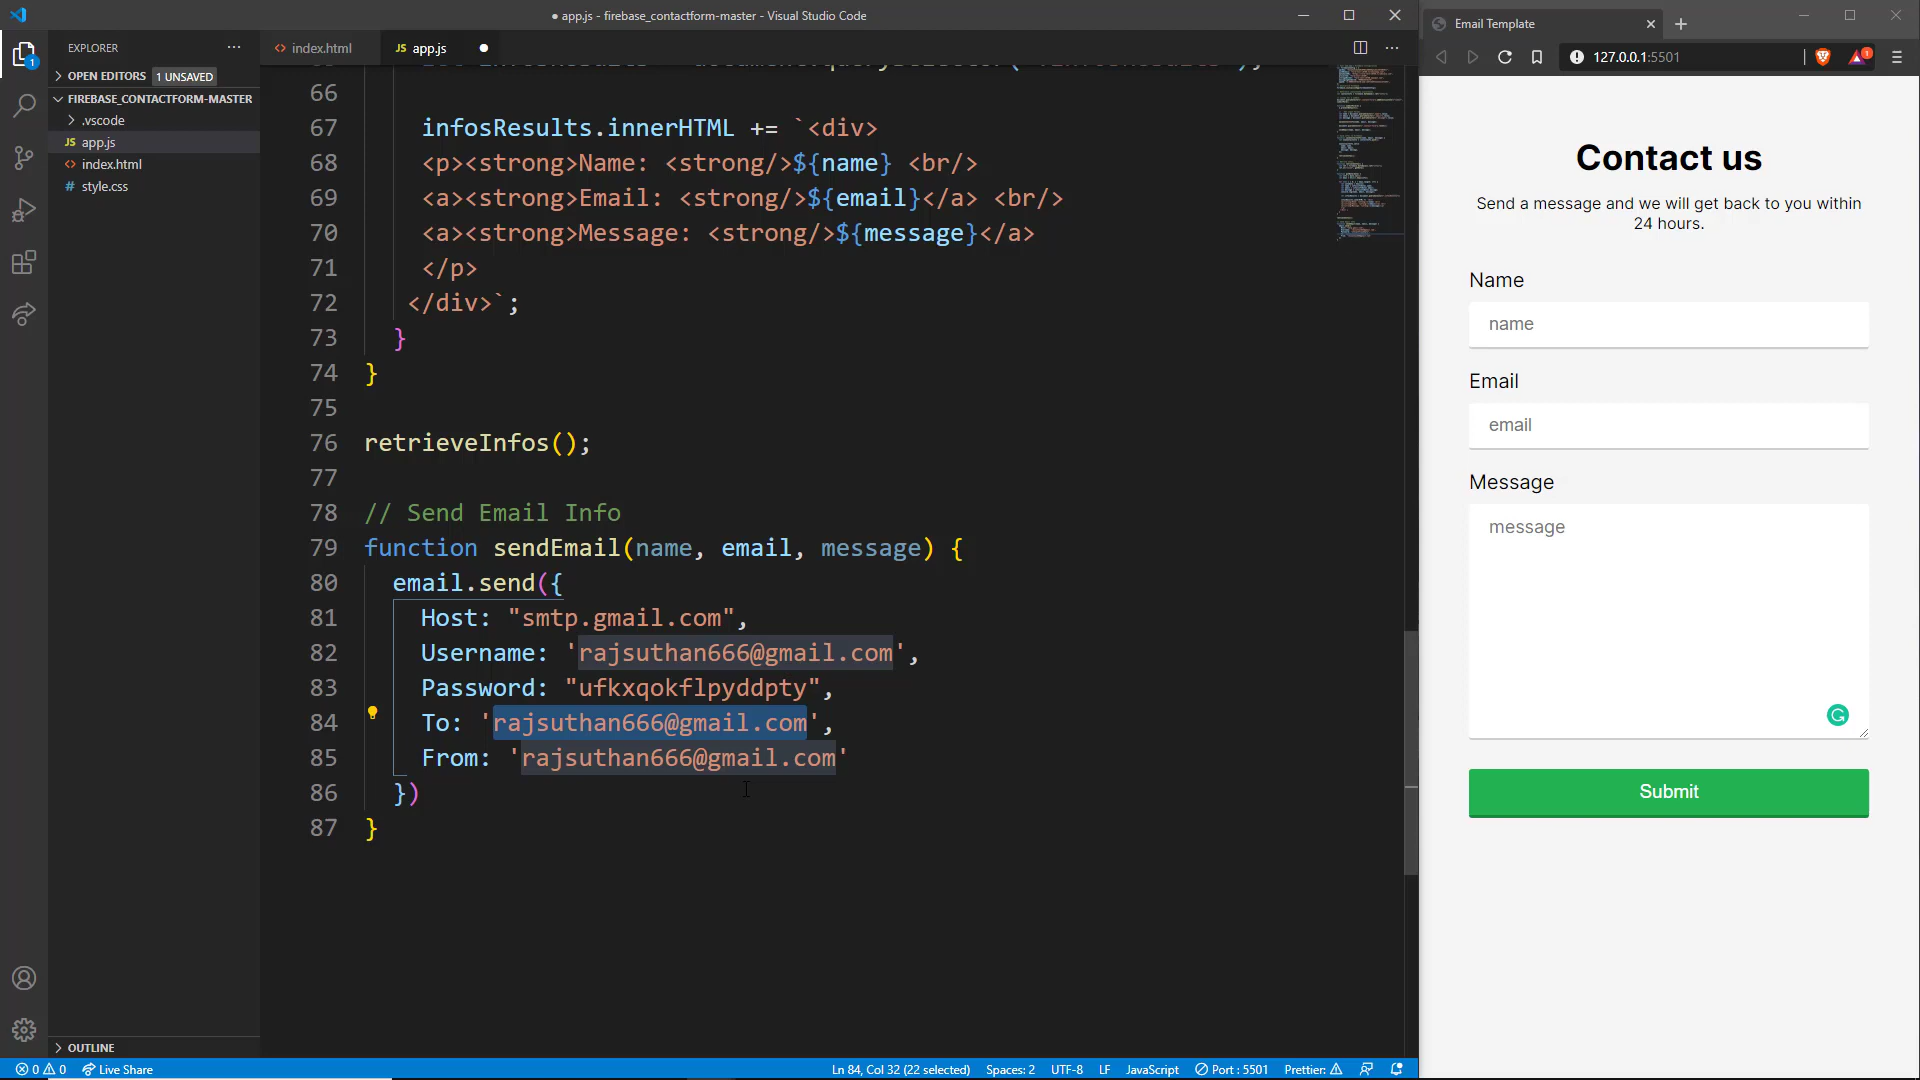 app.js - firebase_contactform-master - Visual Studio Code
EXPLORER
OPEN EDITORS 1 UNSAVED
FIREBASE_CONTACTFORM-MASTER
.vscode
JS app.js
index.html
# style.css
OUTLINE
index.html
JS app.js
66
67 infosResults.innerHTML += `<div>
68 <p><strong>Name: <strong/>${name} <br/>
69 <a><strong>Email: <strong/>${email}</a> <br/>
70 <a><strong>Message: <strong/>${message}</a>
71 </p>
72 </div>`;
73 }
74 }
75
76 retrieveInfos();
77
78 // Send Email Info
79 function sendEmail(name, email, message) {
80 email.send({
81 Host: "smtp.gmail.com",
82 Username: 'rajsuthan666@gmail.com',
83 Password: "ufkxqokflpyddpty",
84 To: 'rajsuthan666@gmail.com',
85 From: 'rajsuthan666@gmail.com'
86 })
87 }
0 0 Live Share
Ln 84, Col 32 (22 selected) Spaces: 2 UTF-8 LF JavaScript Port : 5501 Prettier:
Email Template
127.0.0.1:5501
Contact us
Send a message and we will get back to you within
24 hours.
Name
name
Email
email
Message
message
Submit